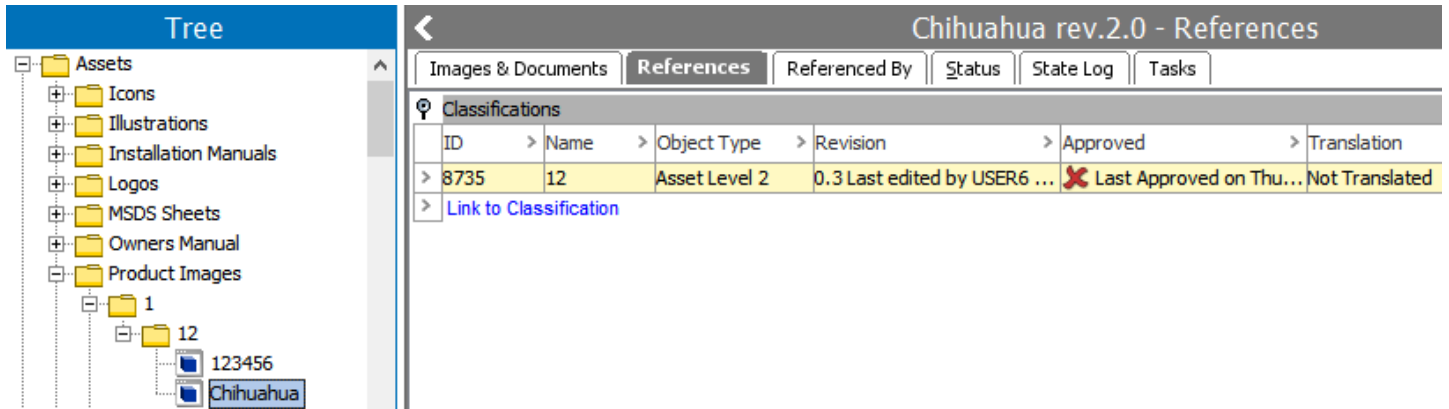 Tree
Assets
Icons
Illustrations
Installation Manuals
Logos
MSDS Sheets
Owners Manual
Product Images
1
12
123456
Chihuahua
Chihuahua rev.2.0 - References
Images & Documents References Referenced By Status State Log Tasks
Classifications
ID > Name > Object Type > Revision > Approved > Translation
> 8735 12 Asset Level 2 0.3 Last edited by USER6 ... Last Approved on Thu... Not Translated
> Link to Classification